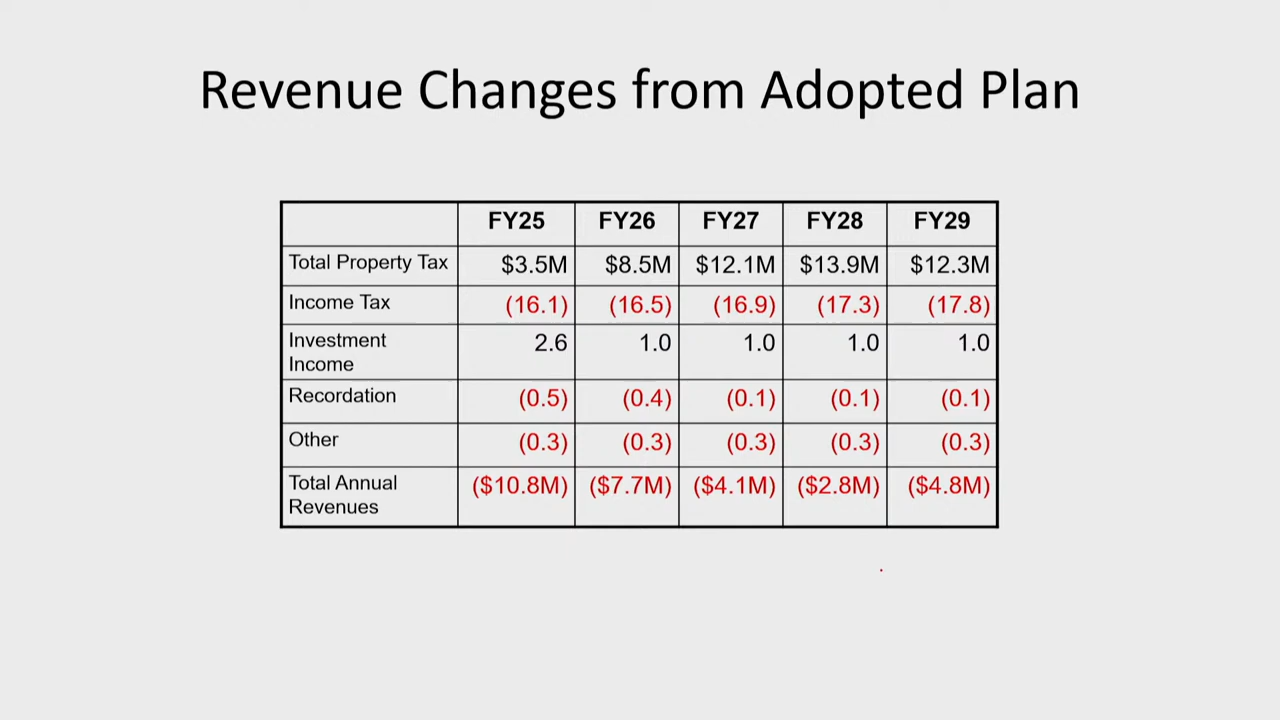 Revenue Changes from Adopted Plan
FY25 FY26 FY27 FY28 FY29
Total Property Tax $3.5M $8.5M $12.1M $13.9M $12.3M
Income Tax (16.1) (16.5) (16.9) (17.3) (17.8)
Investment
Income 2.6 1.0 1.0 1.0 1.0
Recordation (0.5) (0.4) (0.1) (0.1) (0.1)
Other (0.3) (0.3) (0.3) (0.3) (0.3)
Total Annual
Revenues ($10.8M) ($7.7M) ($4.1M) ($2.8M) ($4.8M)